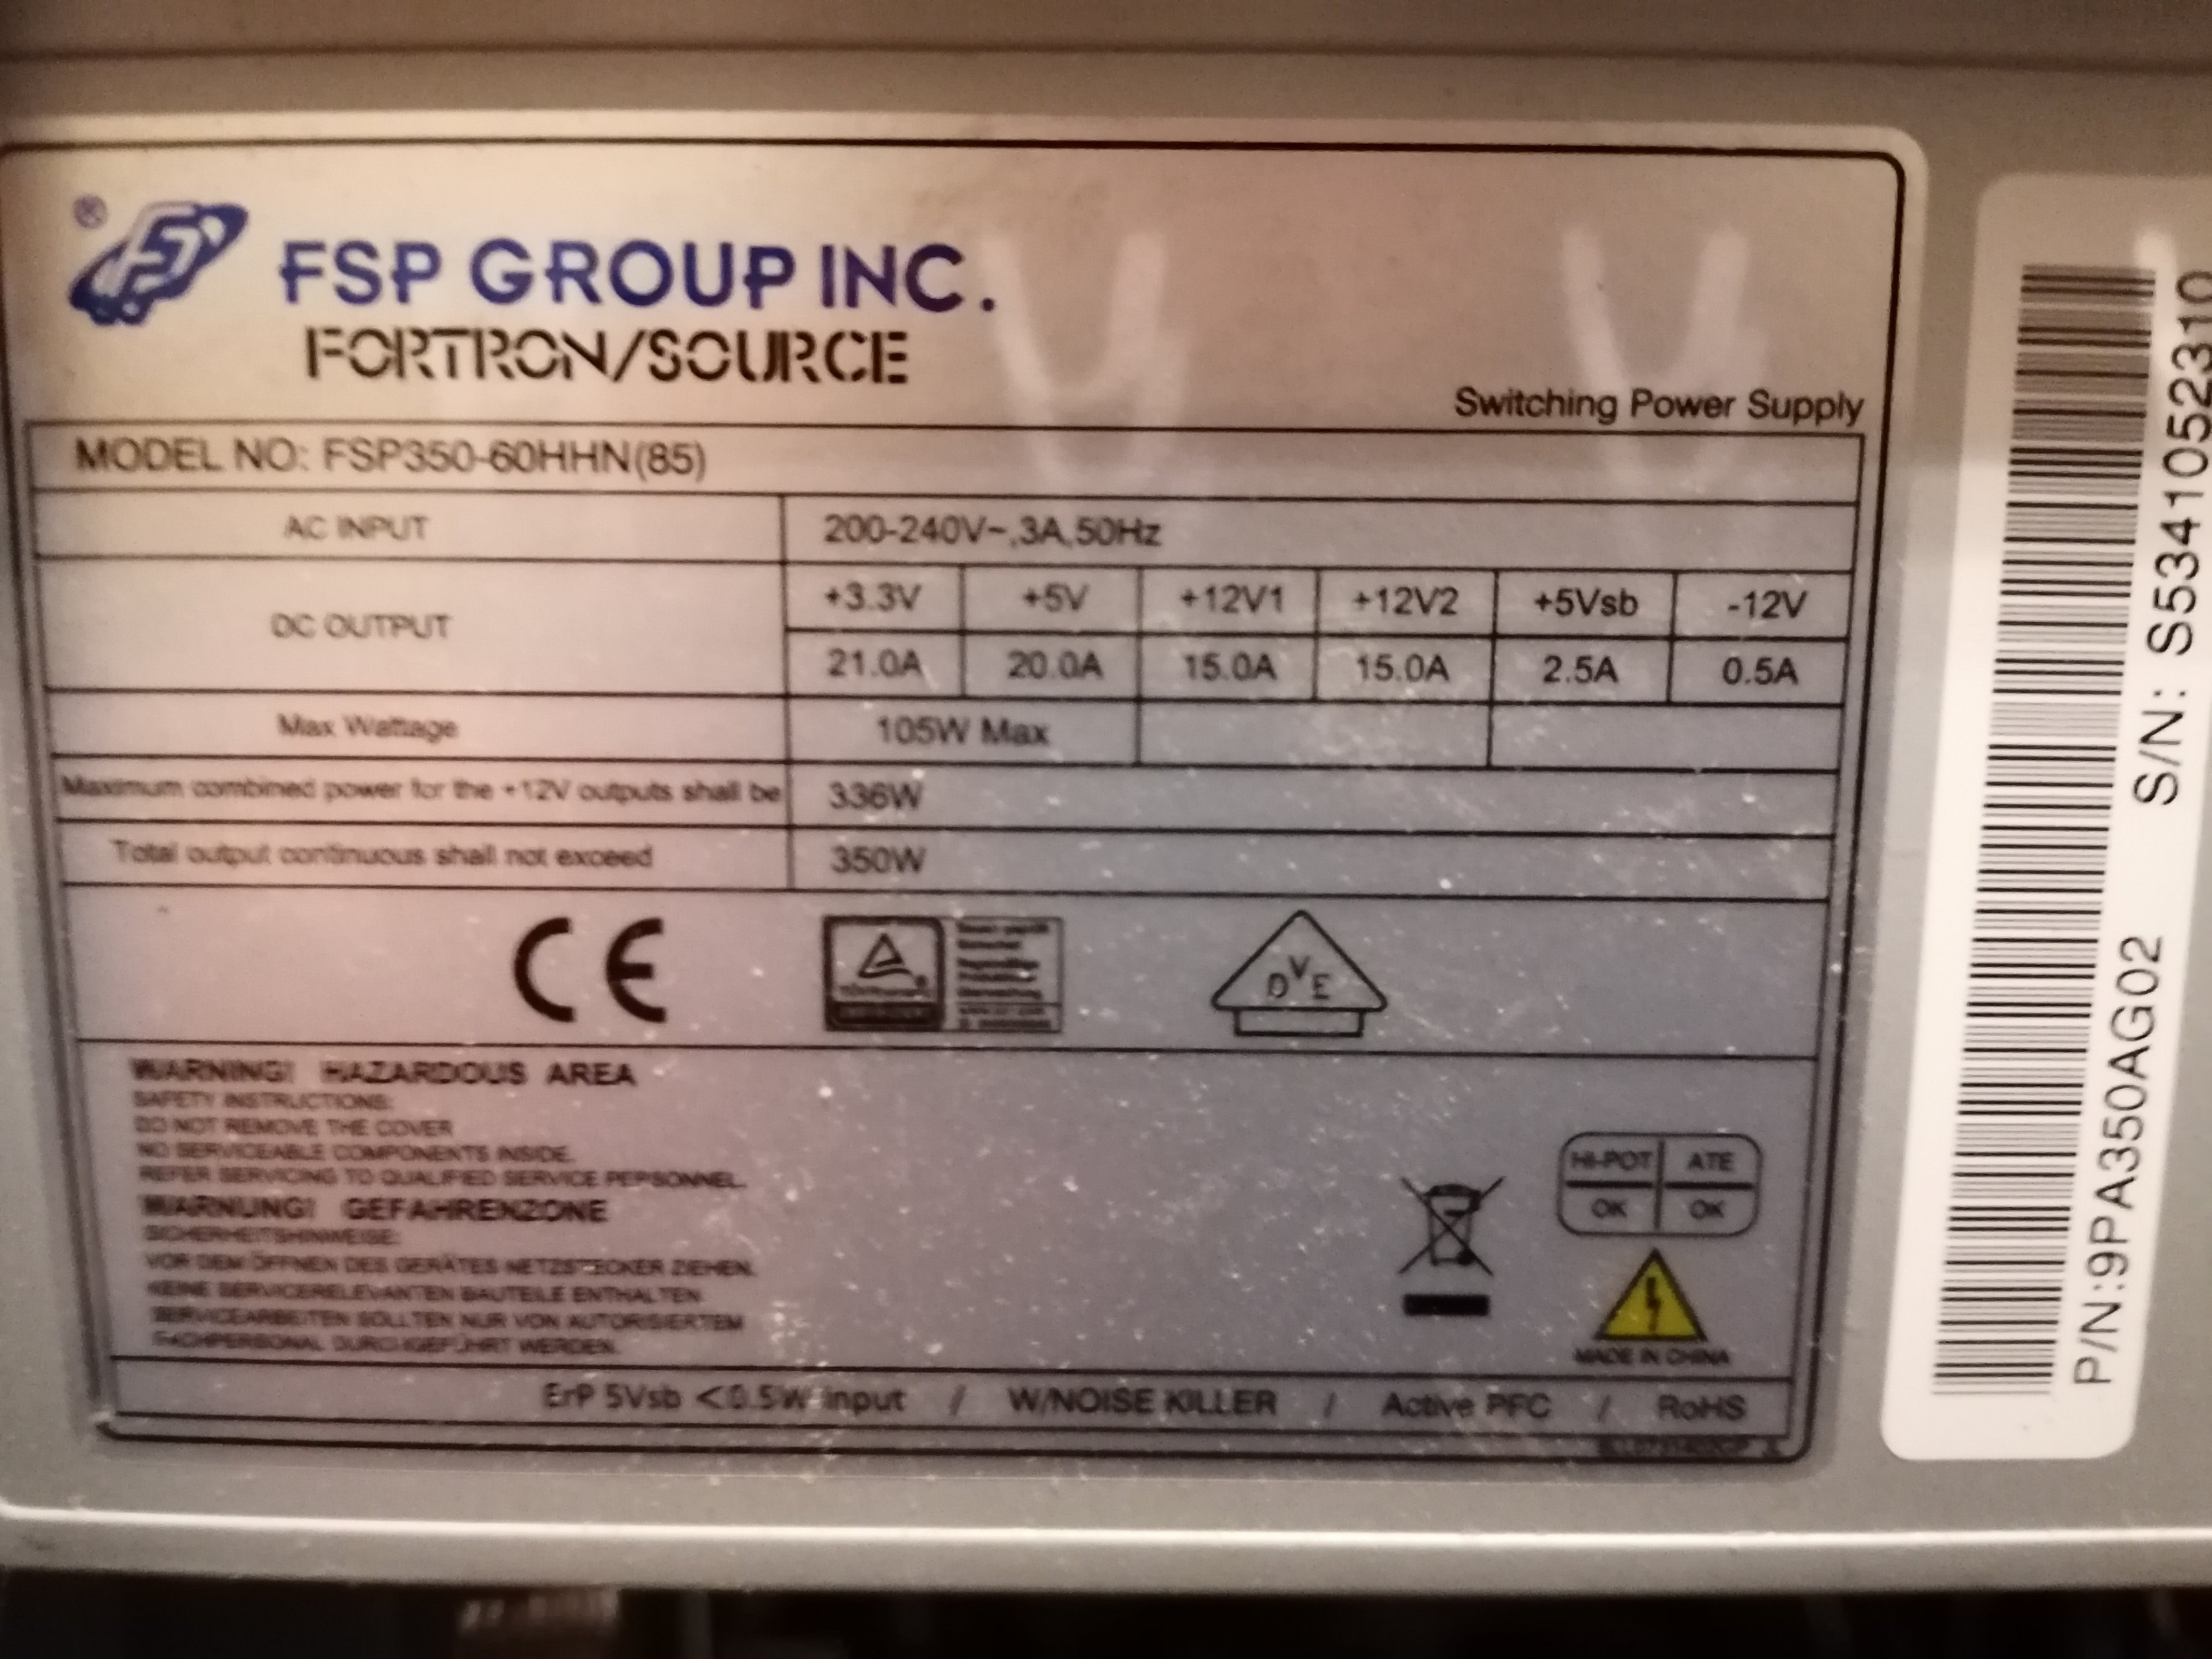 ®
FSP GROUP INC.
FORTRON/SOURCE
Switching Power Supply
MODEL NO: FSP350-60HHN(85)
AC INPUT 200-240V~,3A,50Hz
DC OUTPUT +3.3V +5V +12V1 +12V2 +5Vsb -12V
21.0A 20.0A 15.0A 15.0A 2.5A 0.5A
Max Wattage 105W Max
Maximum combined power for the +12V outputs shall be 336W
Total output continuous shall not exceed 350W
CE
DVE
WARNING! HAZARDOUS AREA
SAFETY INSTRUCTIONS:
DO NOT REMOVE THE COVER
NO SERVICEABLE COMPONENTS INSIDE.
REFER SERVICING TO QUALIFIED SERVICE PEPSONNEL.
WARNUNG! GEFAHRENZONE
SICHERHEITSHINWEISE:
VOR DEM ÖFFNEN DES GERÄTES NETZSTECKER ZIEHEN.
KEINE SERVICERELEVANTEN BAUTEILE ENTHALTEN
SERVICEARBEITEN SOLLTEN NUR VON AUTORISIERTEM
FACHPERSONAL DURCHGEFÜHRT WERDEN.
HI-POT ATE
OK OK
MADE IN CHINA
ErP 5Vsb <0.5W input / W/NOISE KILLER / Active PFC / RoHS
S/N: S5341052310
P/N:9PA350AG02